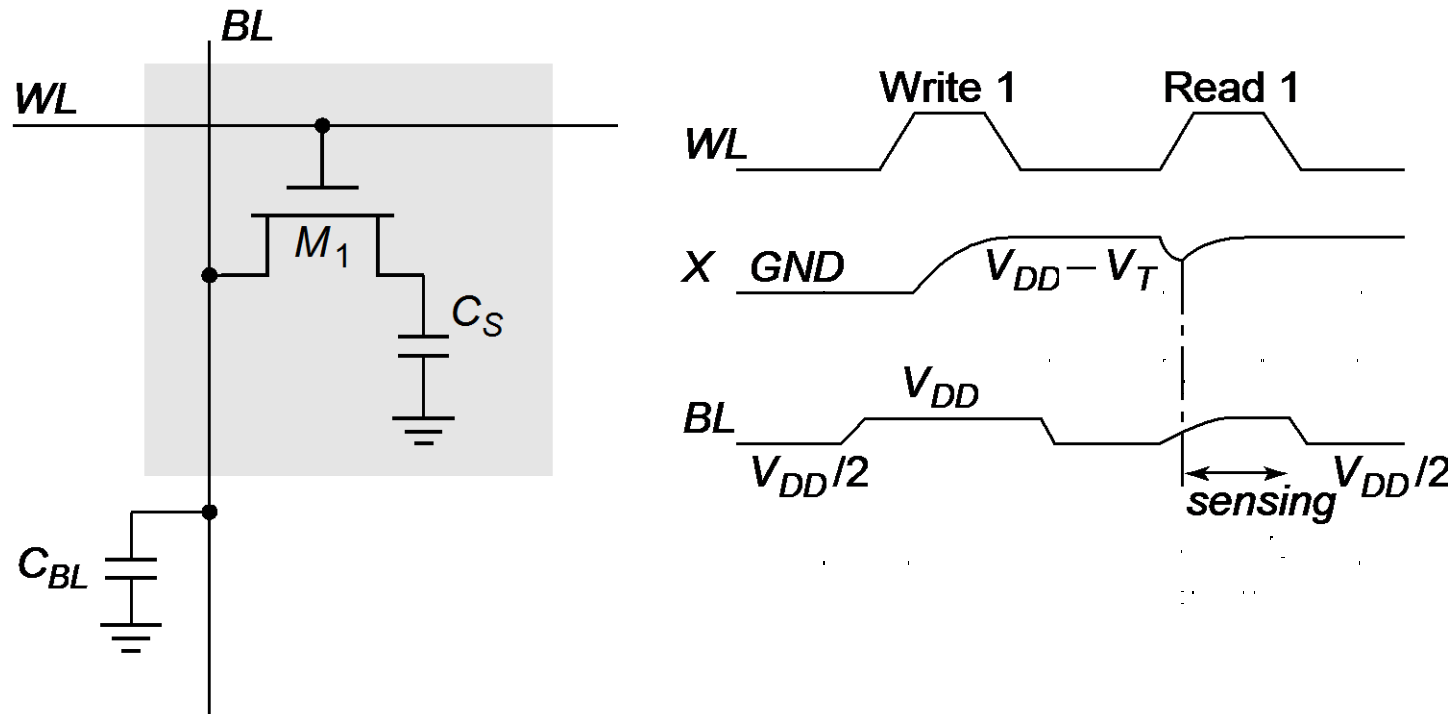 BL
WL
M1
CS
CBL
Write 1 Read 1
WL
X GND VDD – VT
VDD
BL
VDD/2 VDD/2
sensing